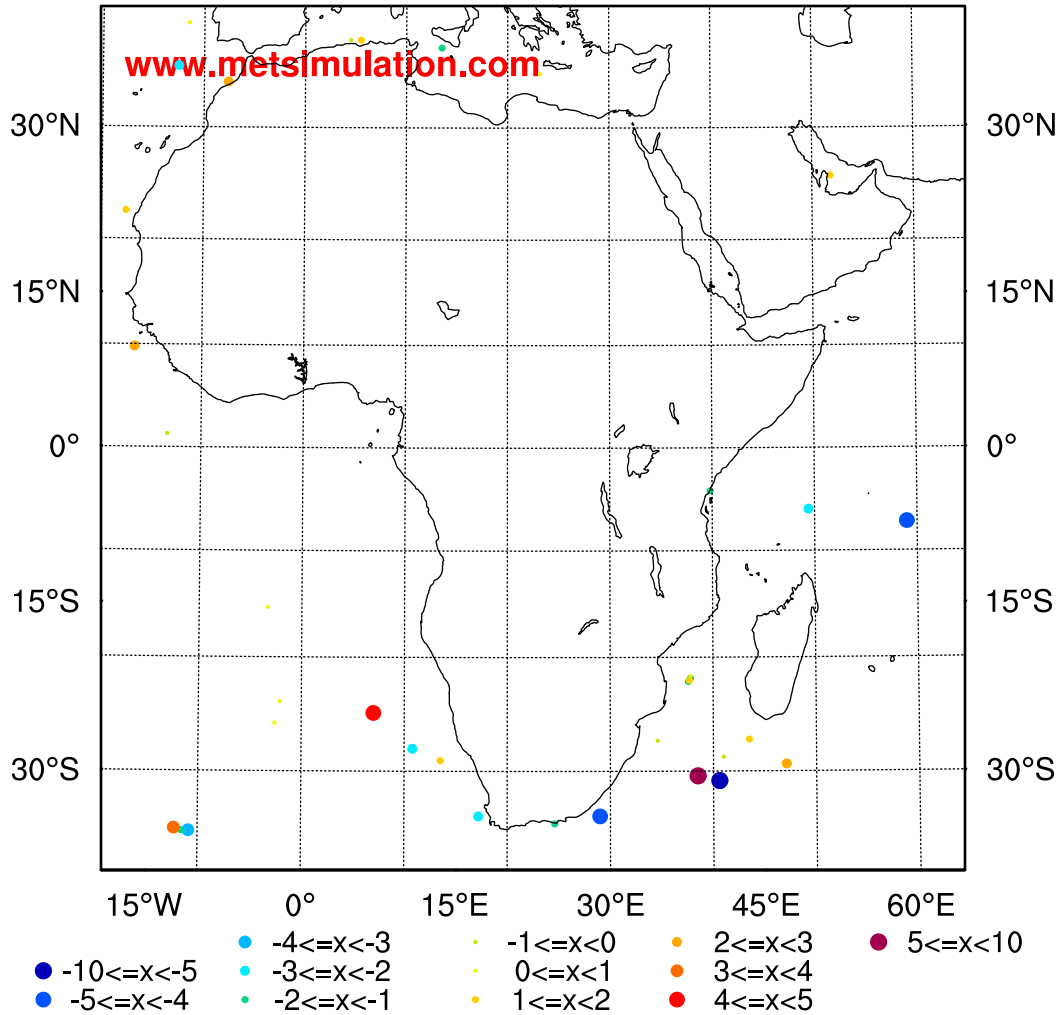 www.metsimulation.com
30°N 30°N
15°N 15°N
0° 0°
15°S 15°S
30°S 30°S
15°W 0° 15°E 30°E 45°E 60°E
-4<=x<-3 -1<=x<0 2<=x<3 5<=x<10
-10<=x<-5 -3<=x<-2 0<=x<1 3<=x<4
-5<=x<-4 -2<=x<-1 1<=x<2 4<=x<5